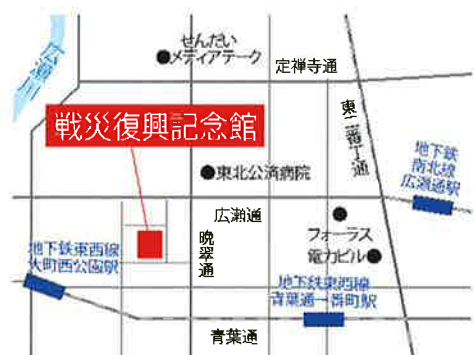 せんだい
メディアテーク
定禅寺通
広瀬川
東二番丁通
戦災復興記念館
地下鉄
南北線
広瀬通駅
東北公済病院
広瀬通
晩翠通
フォーラス
電力ビル
地下鉄東西線
大町西公園駅
地下鉄東西線
青葉通一番町駅
青葉通